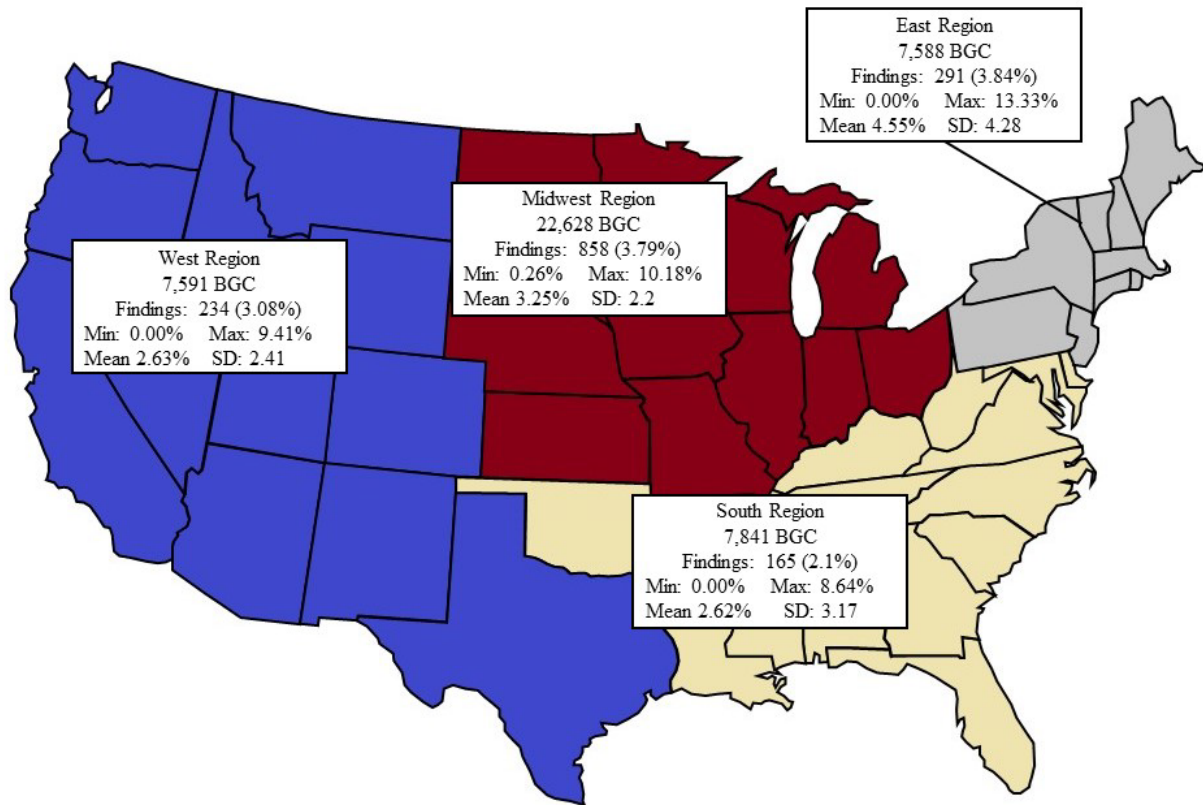 East Region
7,588 BGC
Findings: 291 (3.84%)
Min: 0.00% Max: 13.33%
Mean 4.55% SD: 4.28
Midwest Region
22,628 BGC
Findings: 858 (3.79%)
Min: 0.26% Max: 10.18%
Mean 3.25% SD: 2.2
West Region
7,591 BGC
Findings: 234 (3.08%)
Min: 0.00% Max: 9.41%
Mean 2.63% SD: 2.41
South Region
7,841 BGC
Findings: 165 (2.1%)
Min: 0.00% Max: 8.64%
Mean 2.62% SD: 3.17